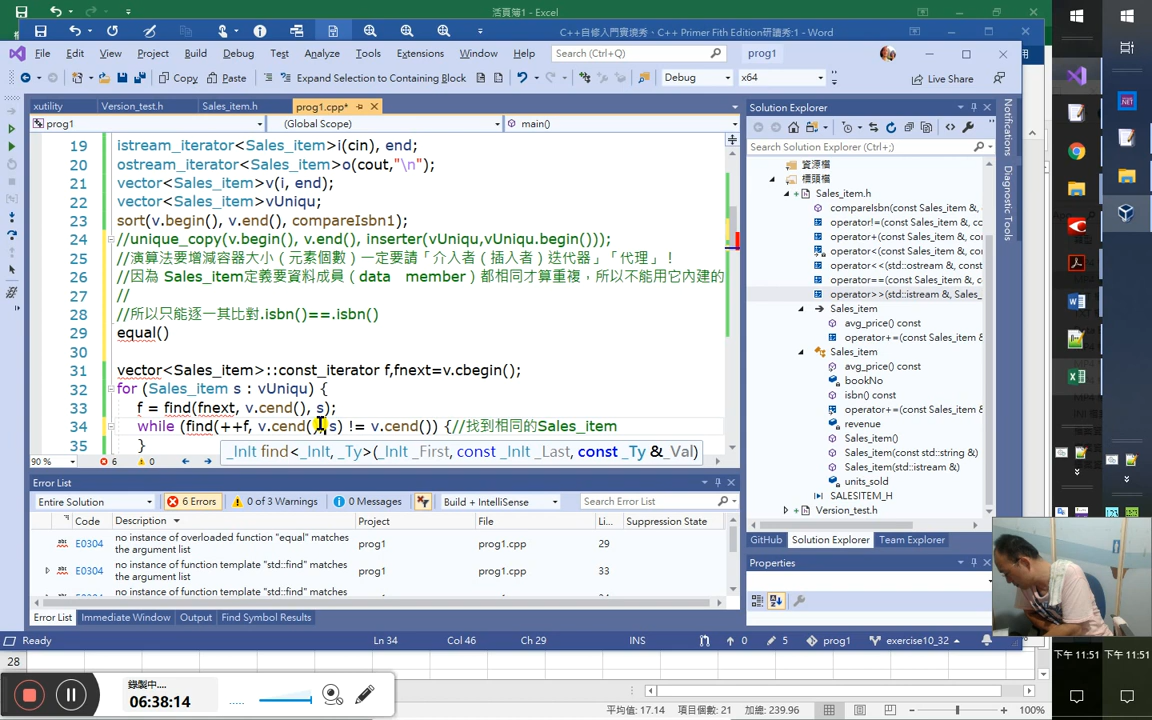 活頁簿1 - Excel
C++自修入門實境秀、C++ Primer 5th Edition研讀秀:1 - Word
File Edit View Project Build Debug Test Analyze Tools Extensions Window Help Search (Ctrl+Q) prog1
Copy Paste Expand Selection to Containing Block Debug x64 Live Share
xutility Version_test.h Sales_item.h prog1.cpp*
prog1 (Global Scope) main()
19 istream_iterator<Sales_item>i(cin), end;
20 ostream_iterator<Sales_item>o(cout,"\n");
21 vector<Sales_item>v(i, end);
22 vector<Sales_item>vUniqu;
23 sort(v.begin(), v.end(), compareIsbn1);
24 //unique_copy(v.begin(), v.end(), inserter(vUniqu,vUniqu.begin()));
25 //演算法要增減容器大小（元素個數）一定要請「介入者（插入者）迭代器」「代理」！
26 //因為 Sales_item定義要資料成員（data member）都相同才算重複，所以不能用它內建的
27 //
28 //所以只能逐一其比對.isbn()==.isbn()
29 equal()
30
31 vector<Sales_item>::const_iterator f,fnext=v.cbegin();
32 for (Sales_item s : vUniqu) {
33 f = find(fnext, v.cend(), s);
34 while (find(++f, v.cend(), s) != v.cend()) {//找到相同的Sales_item
35 }
_InIt find<_InIt, _Ty>(_InIt _First, const _InIt _Last, const _Ty &_Val)
90 % 6 0
Error List
Entire Solution 6 Errors 0 of 3 Warnings 0 Messages Build + IntelliSense Search Error List
Code Description Project File Li... Suppression State
E0304 no instance of overloaded function "equal" matches the argument list prog1 prog1.cpp 29
E0304 no instance of function template "std::find" matches the argument list prog1 prog1.cpp 33
no instance of function template "std::find" matches
Error List Immediate Window Output Find Symbol Results
Ready Ln 34 Col 46 Ch 29 INS 0 5 prog1 exercise10_32
Solution Explorer
Search Solution Explorer (Ctrl+;)
資源檔
標頭檔
Sales_item.h
compareIsbn(const Sales_item &,
operator!=(const Sales_item &, c
operator+(const Sales_item &, co
operator<<(std::ostream &, const
operator==(const Sales_item &, c
operator>>(std::istream &, Sales_
Sales_item
avg_price() const
operator+=(const Sales_item &)
Sales_item
avg_price() const
bookNo
isbn() const
operator+=(const Sales_item &)
revenue
Sales_item()
Sales_item(const std::string &)
Sales_item(std::istream &)
units_sold
SALESITEM_H
Version_test.h
GitHub Solution Explorer Team Explorer
Properties
Notifications
Diagnostic Tools
下午 11:51 下午 11:51
28
錄製中...
06:38:14
平均值: 17.14 項目個數: 21 加總: 239.96 100%